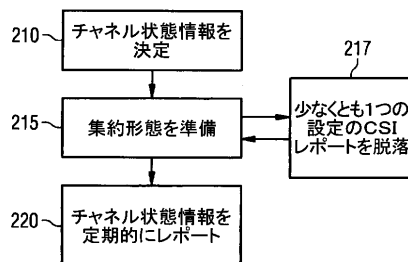 210
チャネル状態情報を
決定
217
215
集約形態を準備
少なくとも1つの
設定のCSI
レポートを脱落
220
チャネル状態情報を
定期的にレポート